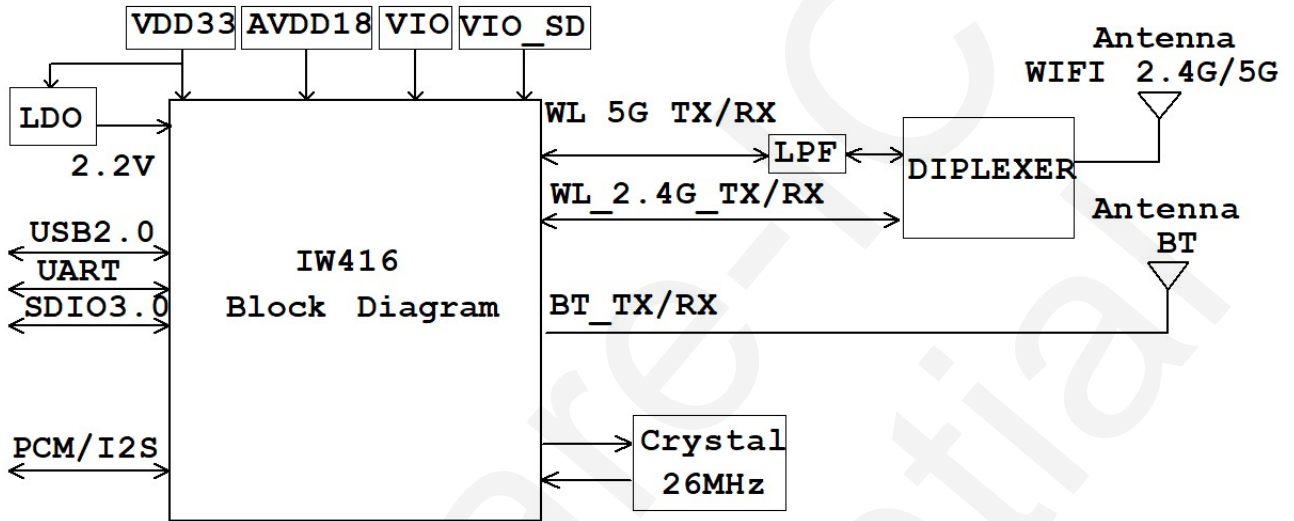 VDD33 AVDD18 VIO VIO_SD
Antenna
WIFI 2.4G/5G
LDO
2.2V
WL 5G TX/RX
LPF
DIPLEXER
WL_2.4G_TX/RX
Antenna
BT
USB2.0
UART
SDIO3.0
IW416
Block Diagram
BT_TX/RX
PCM/I2S
Crystal
26MHz